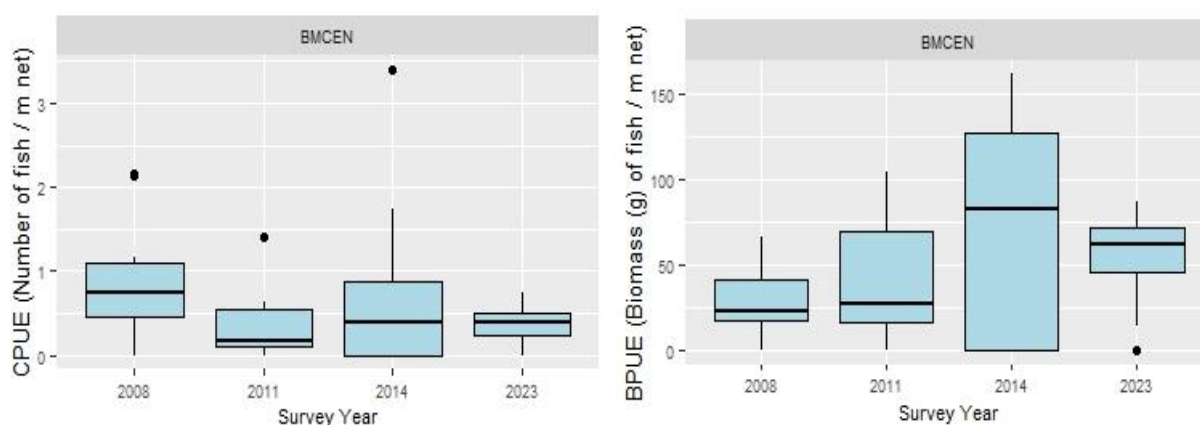 BMCEN
CPUE (Number of fish / m net)
3
2
1
0
2008 2011 2014 2023
Survey Year
BMCEN
BPUE (Biomass (g) of fish / m net)
150
100
50
0
2008 2011 2014 2023
Survey Year